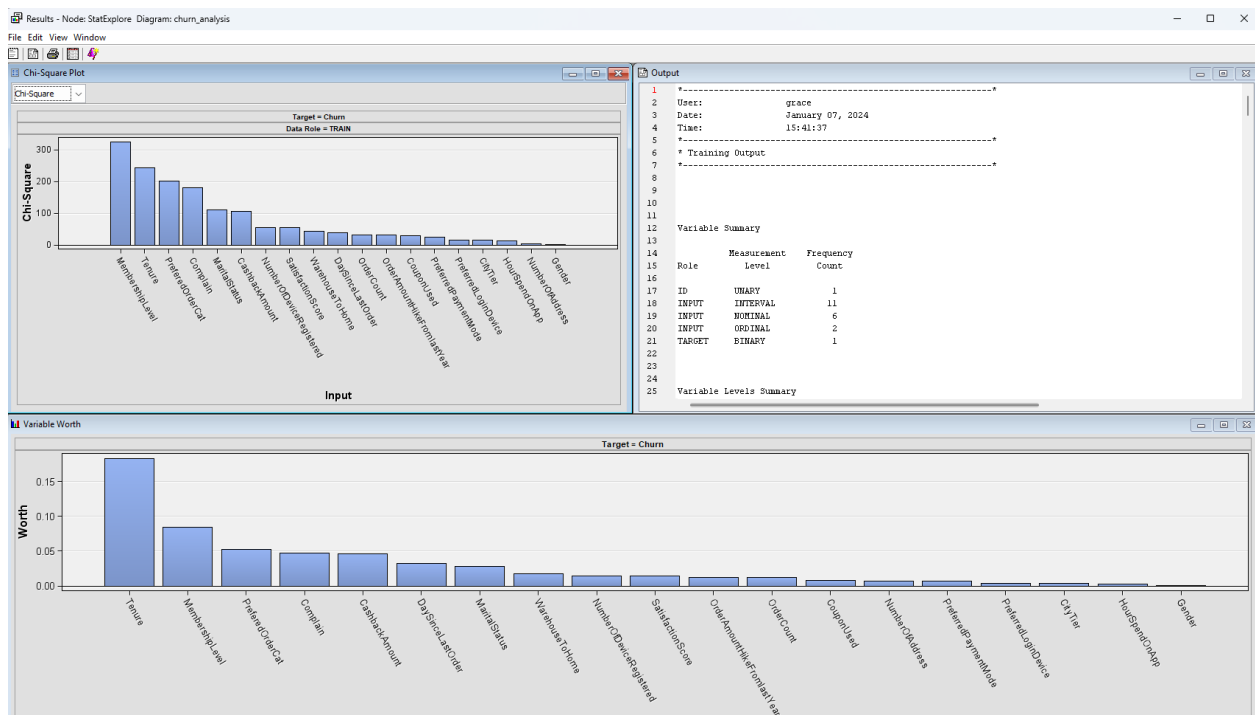 Results - Node: StatExplore Diagram: churn_analysis
File Edit View Window
Chi-Square Plot
Chi-Square
Target = Churn
Data Role = TRAIN
Chi-Square
300
200
100
0
MembershipLevel
Tenure
PreferedOrderCat
Complain
MaritalStatus
CashbackAmount
NumberOfDeviceRegistered
SatisfactionScore
WarehouseToHome
DaySinceLastOrder
OrderCount
OrderAmountHikeFromlastYear
CouponUsed
PreferredPaymentMode
PreferredLoginDevice
CityTier
HourSpendOnApp
NumberOfAddress
Gender
Input
Output
1 *------------------------------------------------------------*
2 User: grace
3 Date: January 07, 2024
4 Time: 15:41:37
5 *------------------------------------------------------------*
6 * Training Output
7 *------------------------------------------------------------*
8
9
10
11
12 Variable Summary
13
14 Measurement Frequency
15 Role Level Count
16
17 ID UNARY 1
18 INPUT INTERVAL 11
19 INPUT NOMINAL 6
20 INPUT ORDINAL 2
21 TARGET BINARY 1
22
23
24
25 Variable Levels Summary
Variable Worth
Target = Churn
Worth
0.15
0.10
0.05
0.00
Tenure
MembershipLevel
PreferedOrderCat
Complain
CashbackAmount
DaySinceLastOrder
MaritalStatus
WarehouseToHome
NumberOfDeviceRegistered
SatisfactionScore
OrderAmountHikeFromlastYear
OrderCount
CouponUsed
NumberOfAddress
PreferredPaymentMode
PreferredLoginDevice
CityTier
HourSpendOnApp
Gender